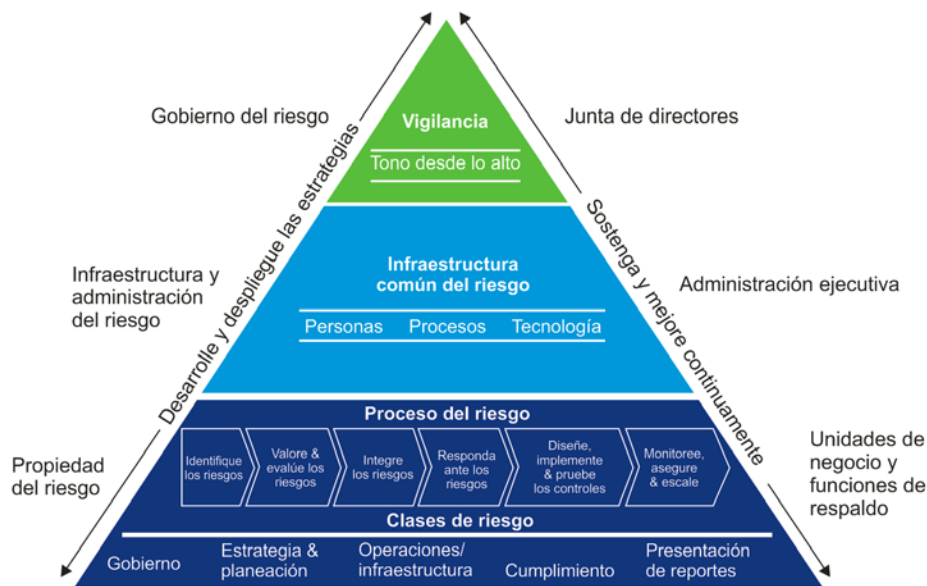 Gobierno del riesgo
Vigilancia
Tono desde lo alto
Junta de directores
Desarrolle y despliegue las estrategias
Sostenga y mejore continuamente
Infraestructura y
administración
del riesgo
Infraestructura
común del riesgo
Personas Procesos Tecnología
Administración ejecutiva
Propiedad
del riesgo
Proceso del riesgo
Identifique
los riesgos
Valore &
evalúe los
riesgos
Integre
los riesgos
Responda
ante los
riesgos
Diseñe,
implemente
& pruebe
los controles
Monitoree,
asegure
& escale
Unidades de
negocio y
funciones de
respaldo
Clases de riesgo
Gobierno
Estrategia &
planeación
Operaciones/
infraestructura
Cumplimiento
Presentación
de reportes